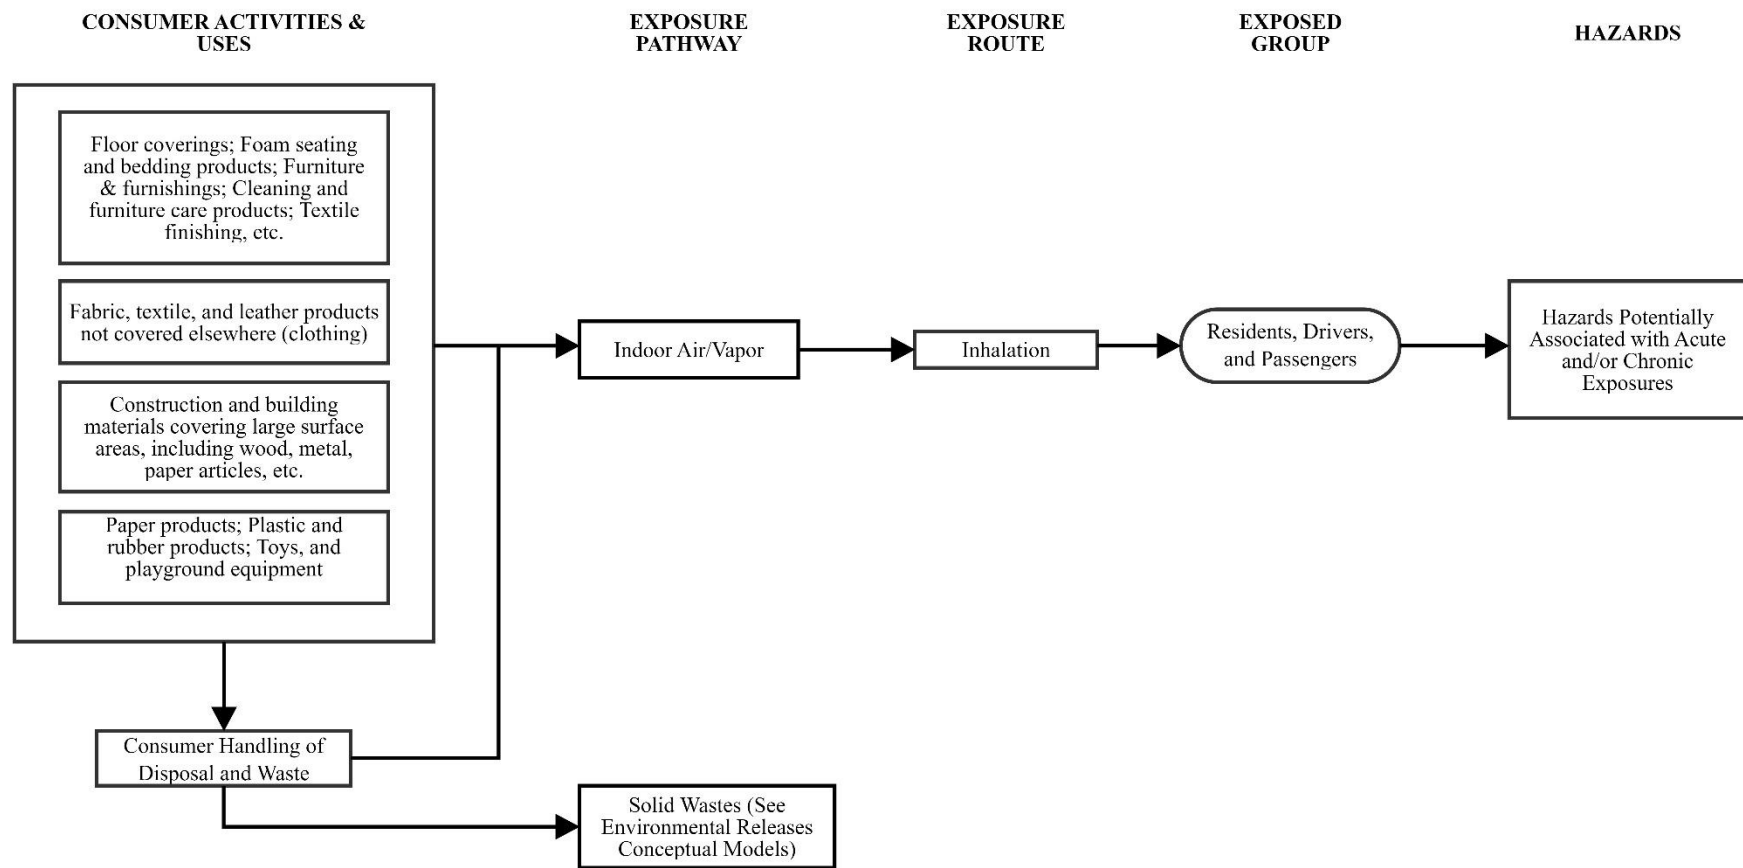 CONSUMER ACTIVITIES &
USES
EXPOSURE
PATHWAY
EXPOSURE
ROUTE
EXPOSED
GROUP
HAZARDS
Floor coverings; Foam seating
and bedding products; Furniture
& furnishings; Cleaning and
furniture care products; Textile
finishing, etc.
Fabric, textile, and leather products
not covered elsewhere (clothing)
Construction and building
materials covering large surface
areas, including wood, metal,
paper articles, etc.
Paper products; Plastic and
rubber products; Toys, and
playground equipment
Consumer Handling of
Disposal and Waste
Indoor Air/Vapor
Solid Wastes (See
Environmental Releases
Conceptual Models)
Inhalation
Residents, Drivers,
and Passengers
Hazards Potentially
Associated with Acute
and/or Chronic
Exposures